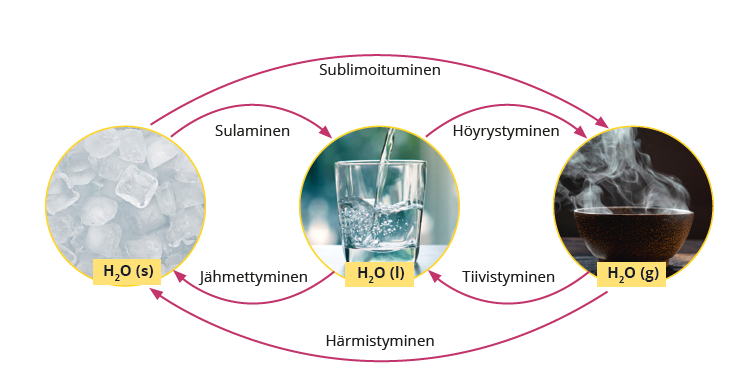 Sublimoituminen
Sulaminen
Höyrystyminen
H₂O (s)
H₂O (l)
H₂O (g)
Jähmettyminen
Tiivistyminen
Härmistyminen